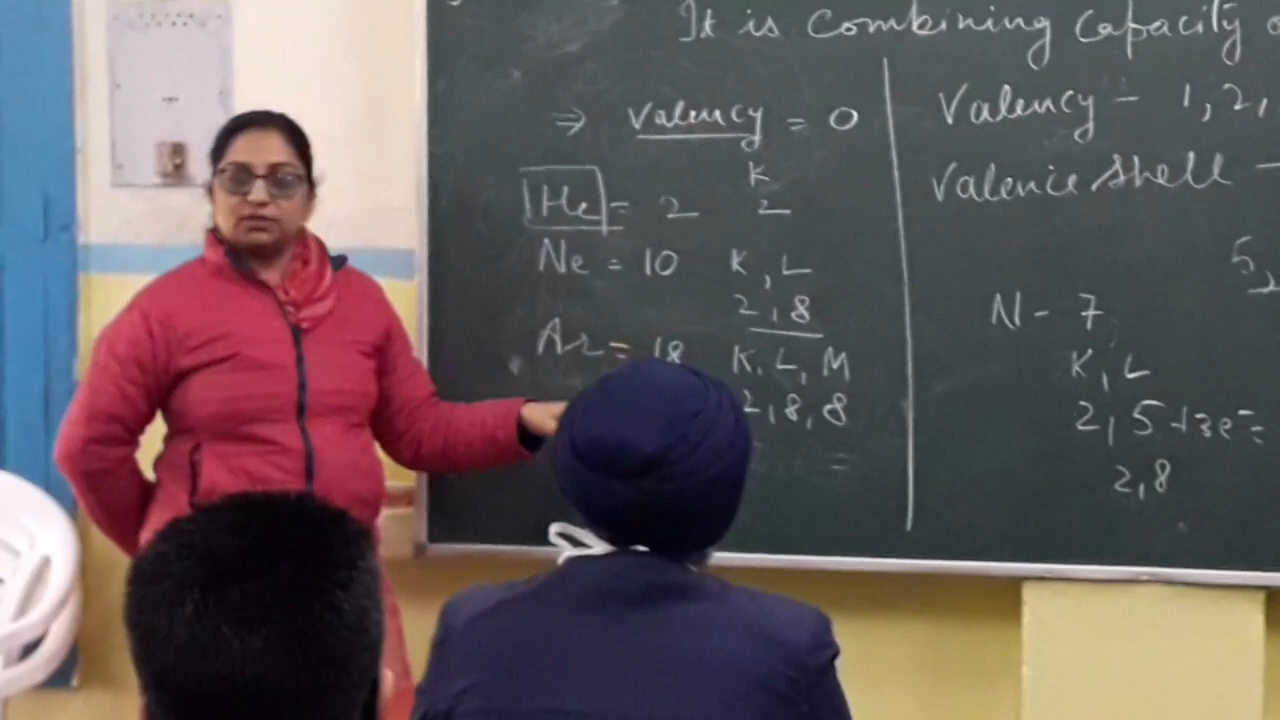 It is combining capacity o
⇒ Valency = 0
He = 2 K
2
Ne = 10 K, L
2, 8
Ar = 18 K, L, M
2, 8, 8
=
Valency - 1, 2,
Valence shell -
5,
N - 7
K, L
2, 5 + 3e⁻ =
2, 8